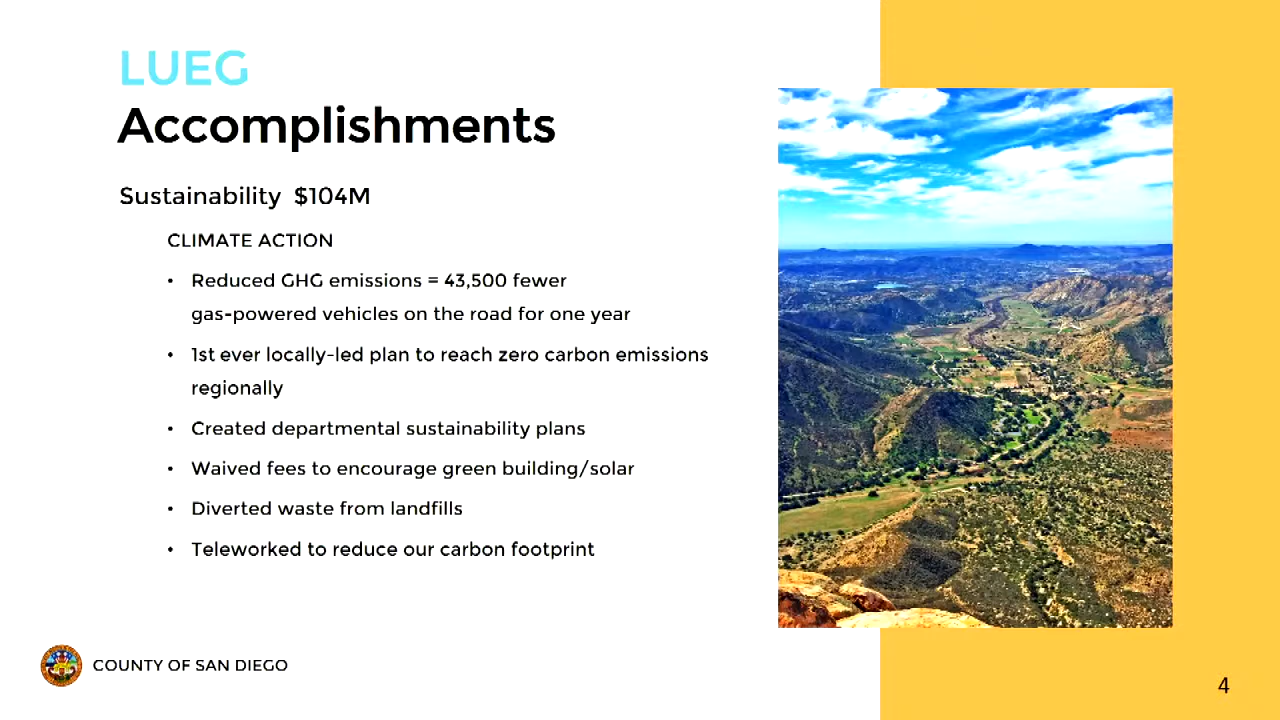 LUEG
Accomplishments
Sustainability $104M
CLIMATE ACTION
• Reduced GHG emissions = 43,500 fewer
gas-powered vehicles on the road for one year
• 1st ever locally-led plan to reach zero carbon emissions
regionally
• Created departmental sustainability plans
• Waived fees to encourage green building/solar
• Diverted waste from landfills
• Teleworked to reduce our carbon footprint
COUNTY OF SAN DIEGO
4